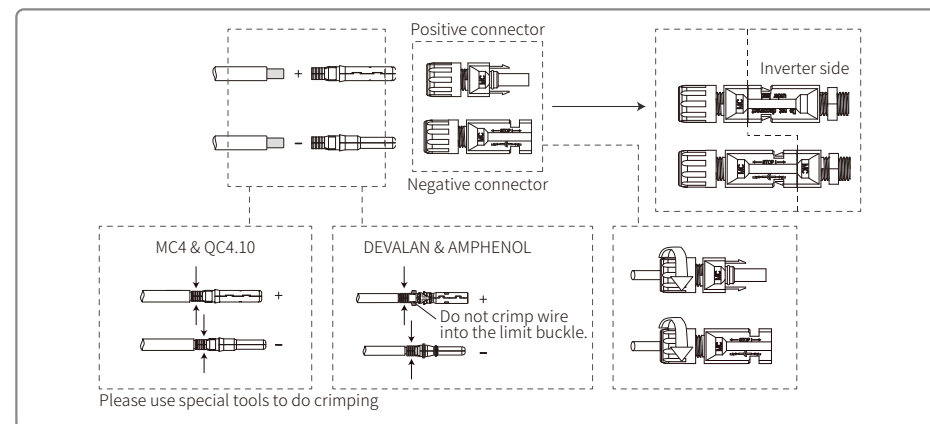 Positive connector
Inverter side
+
-
Negative connector
MC4 & QC4.10
DEVALAN & AMPHENOL
+
+
Do not crimp wire
into the limit buckle.
-
-
Please use special tools to do crimping